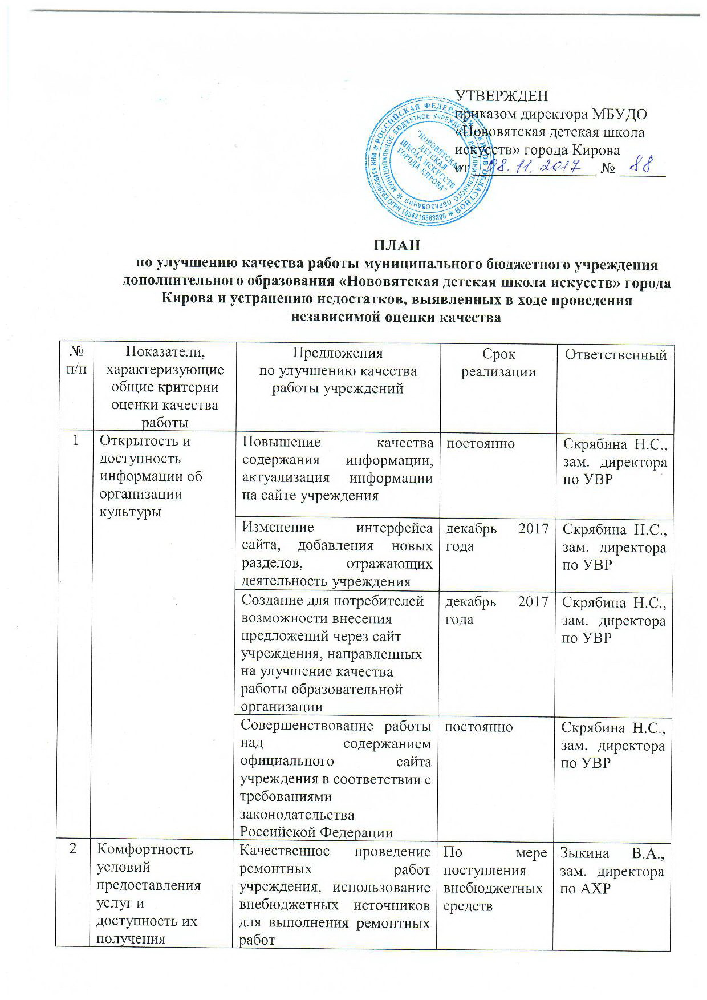 УТВЕРЖДЕН
приказом директора МБУДО
«Нововятская детская школа
искусств» города Кирова
от 08.11.2017 № 88
РОССИЙСКАЯ ФЕДЕРАЦИЯ * КИРОВ ОБЛАСТНОЙ * ИНН 4349006763 ОГРН 1034316563390 *
МУНИЦИПАЛЬНОЕ БЮДЖЕТНОЕ УЧРЕЖДЕНИЕ ДОПОЛНИТЕЛЬНОГО ОБРАЗОВАНИЯ *
"НОВОВЯТСКАЯ
ДЕТСКАЯ
ШКОЛА ИСКУССТВ
ГОРОДА КИРОВА"
ПЛАН
по улучшению качества работы муниципального бюджетного учреждения
дополнительного образования «Нововятская детская школа искусств» города
Кирова и устранению недостатков, выявленных в ходе проведения
независимой оценки качества
№
п/п
Показатели,
характеризующие
общие критерии
оценки качества
работы
Предложения
по улучшению качества
работы учреждений
Срок
реализации
Ответственный
1
Открытость и
доступность
информации об
организации
культуры
Повышение качества
содержания информации,
актуализация информации
на сайте учреждения
постоянно
Скрябина Н.С.,
зам. директора
по УВР
Изменение интерфейса
сайта, добавления новых
разделов, отражающих
деятельность учреждения
декабрь 2017
года
Скрябина Н.С.,
зам. директора
по УВР
Создание для потребителей
возможности внесения
предложений через сайт
учреждения, направленных
на улучшение качества
работы образовательной
организации
декабрь 2017
года
Скрябина Н.С.,
зам. директора
по УВР
Совершенствование работы
над содержанием
официального сайта
учреждения в соответствии с
требованиями
законодательства
Российской Федерации
постоянно
Скрябина Н.С.,
зам. директора
по УВР
2
Комфортность
условий
предоставления
услуг и
доступность их
получения
Качественное проведение
ремонтных работ
учреждения, использование
внебюджетных источников
для выполнения ремонтных
работ
По мере
поступления
внебюджетных
средств
Зыкина В.А.,
зам. директора
по АХР